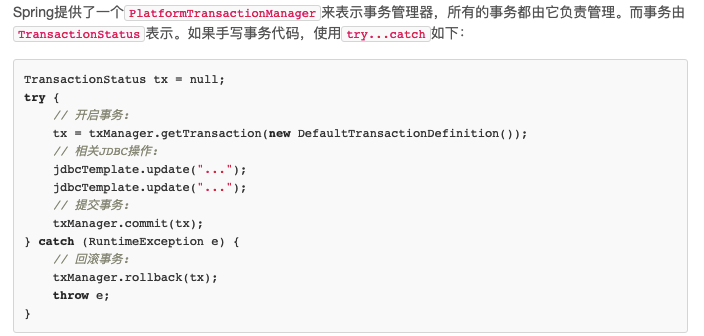 Spring提供了一个PlatformTransactionManager来表示事务管理器，所有的事务都由它负责管理。而事务由
TransactionStatus表示。如果手写事务代码，使用try...catch如下：
TransactionStatus tx = null;
try {
    // 开启事务:
    tx = txManager.getTransaction(new DefaultTransactionDefinition());
    // 相关JDBC操作:
    jdbcTemplate.update("...");
    jdbcTemplate.update("...");
    // 提交事务:
    txManager.commit(tx);
} catch (RuntimeException e) {
    // 回滚事务:
    txManager.rollback(tx);
    throw e;
}